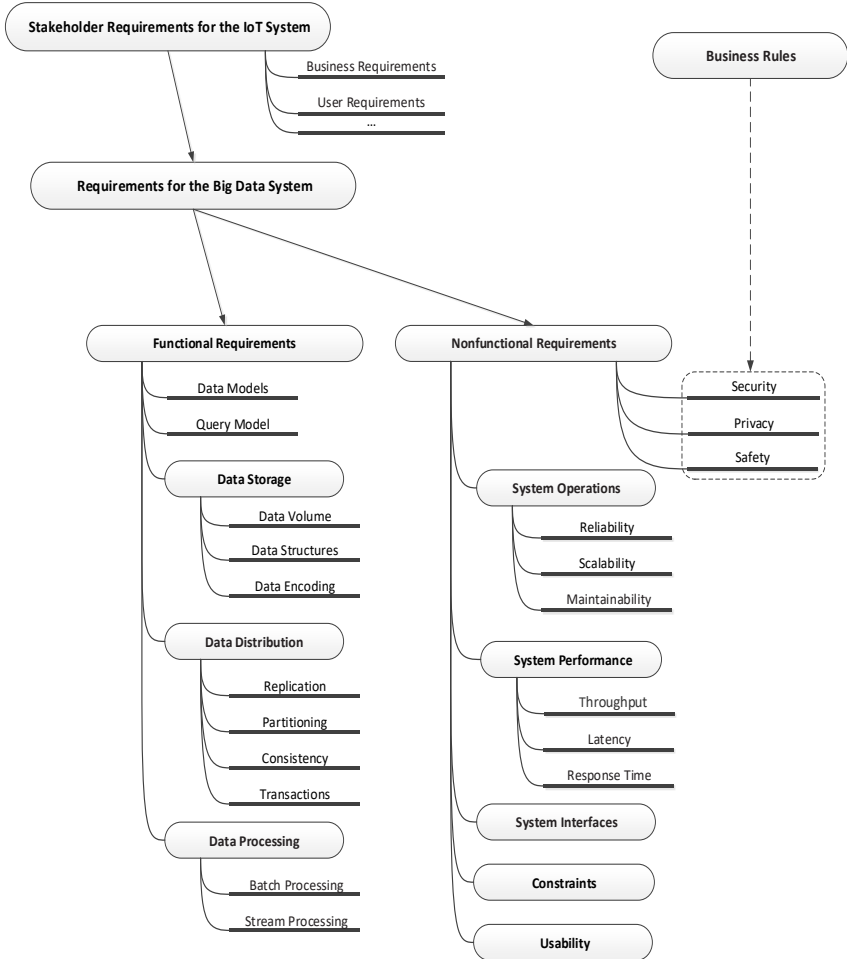 Stakeholder Requirements for the IoT System
Business Requirements
User Requirements
...
Business Rules
Requirements for the Big Data System
Functional Requirements
Data Models
Query Model
Data Storage
Data Volume
Data Structures
Data Encoding
Data Distribution
Replication
Partitioning
Consistency
Transactions
Data Processing
Batch Processing
Stream Processing
Nonfunctional Requirements
Security
Privacy
Safety
System Operations
Reliability
Scalability
Maintainability
System Performance
Throughput
Latency
Response Time
System Interfaces
Constraints
Usability